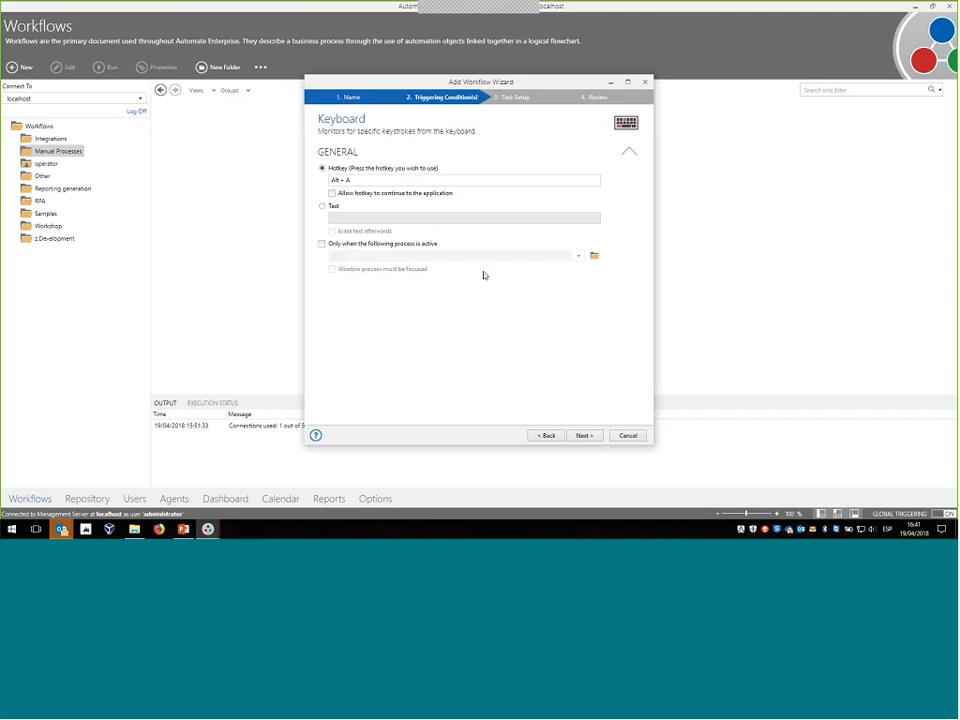 Autom
ocalhost
Workflows
Workflows are the primary document used throughout Automate Enterprise. They describe a business process through the use of automation objects linked together in a logical flowchart.
New
Edit
Run
Properties
New Folder
Connect To
localhost
Log Off
Views
Groups
Search and filter
Workflows
Integrations
Manual Processes
operator
Other
Reporting generation
RPA
Samples
Workshop
z.Development
Add Workflow Wizard
1. Name
2. Triggering Condition(s)
3. Task Setup
4. Review
Keyboard
Monitors for specific keystrokes from the keyboard.
GENERAL
Hotkey (Press the hotkey you wish to use)
Alt + A
Allow hotkey to continue to the application
Text
Erase text afterwards
Only when the following process is active
Window process must be focused
< Back
Next >
Cancel
OUTPUT
EXECUTION STATUS
Time
Message
19/04/2018 15:51:33
Connections used: 1 out of 5
Workflows
Repository
Users
Agents
Dashboard
Calendar
Reports
Options
Connected to Management Server at localhost as user 'administrator'
100 %
GLOBAL TRIGGERING
ON
ESP
16:41
19/04/2018